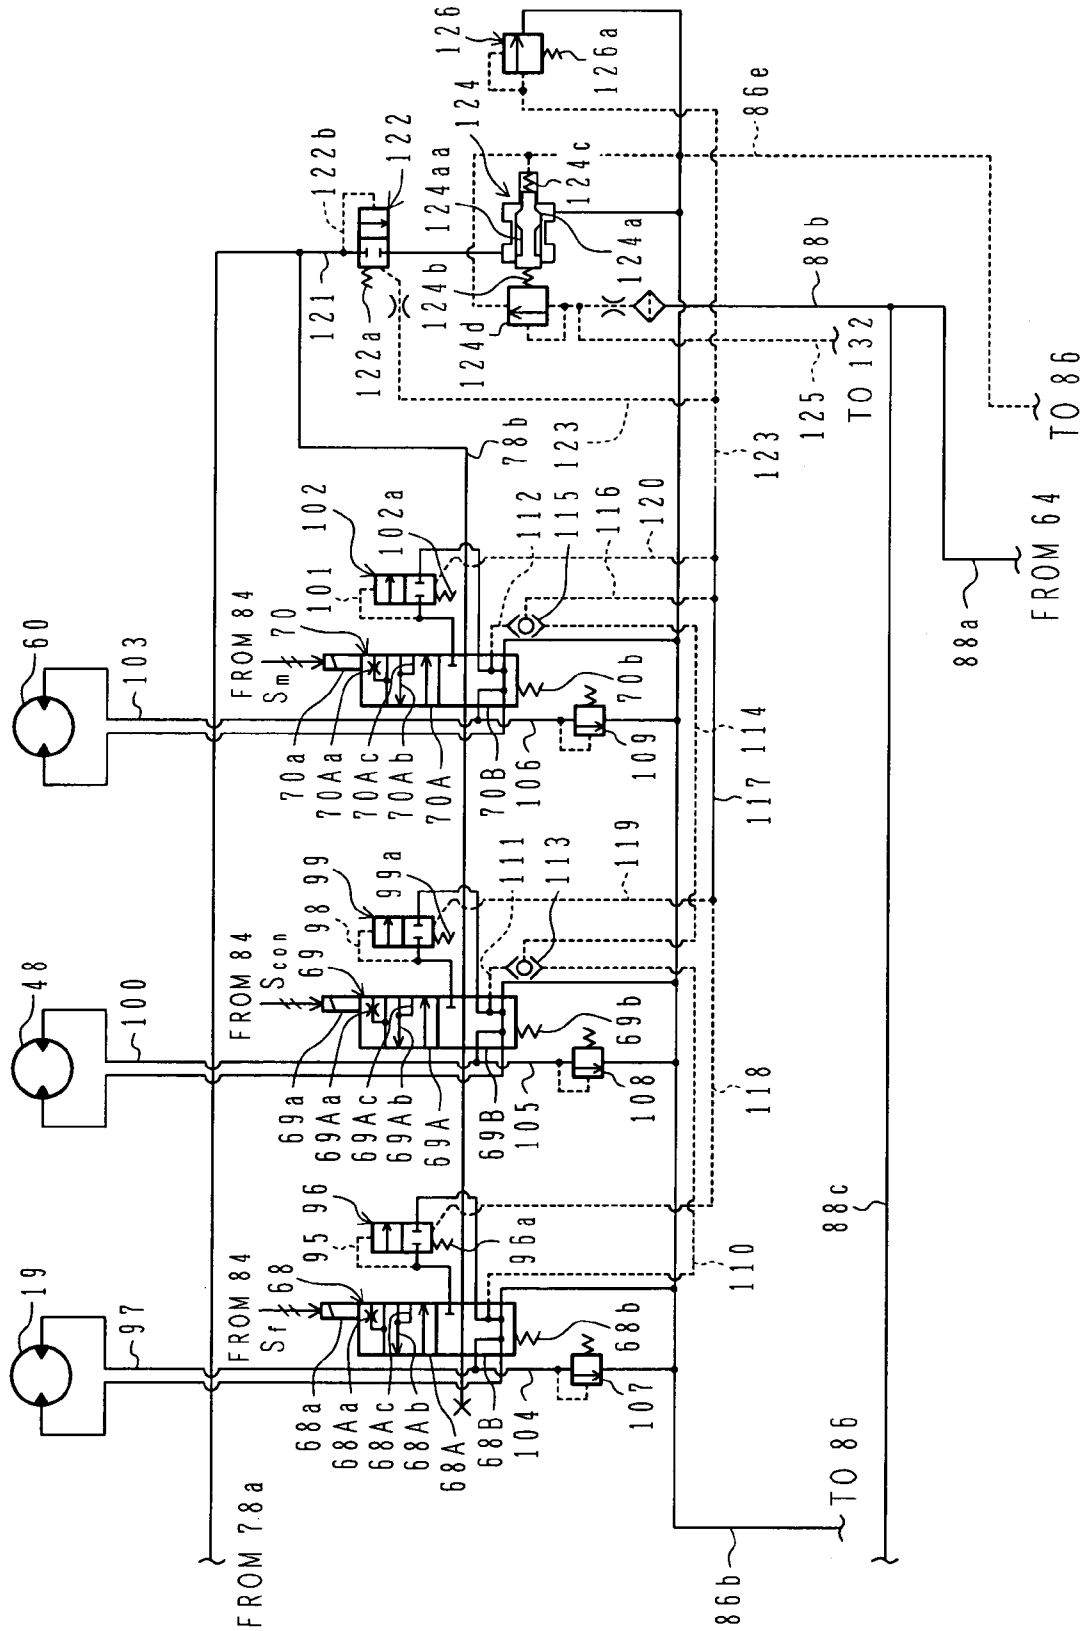 19
48
60
97
100
103
FROM 78a
FROM 84
Sf
68
FROM 84
Scon
69
FROM 84
Sm
70
68a
68Aa
68Ac
68Ab
68A
68B
104
95
96
96a
68b
107
69a
69Aa
69Ac
69Ab
69A
69B
105
98
99
99a
111
113
69b
108
119
70a
70Aa
70Ac
70Ab
70A
70B
106
101
102
102a
112
115
116
120
70b
109
78b
123
121
122a
122b
122
124d
124b
124aa
124
124a
124c
126
126a
110
118
117
114
123
125
TO 132
88b
86e
86b
TO 86
88c
88a
FROM 64
TO 86